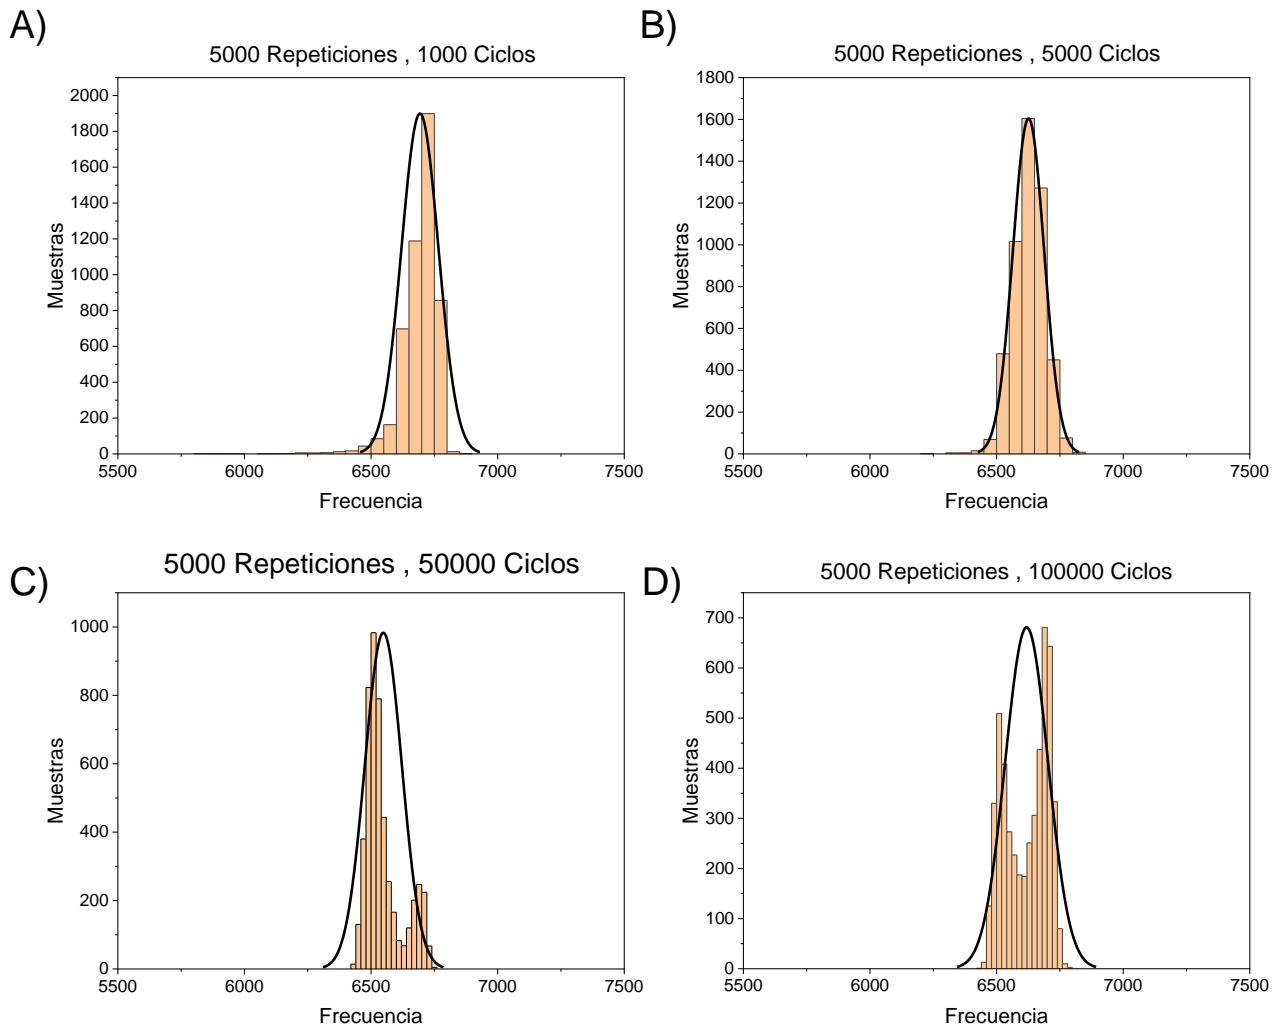 A)
5000 Repeticiones , 1000 Ciclos
2000
1800
1600
1400
1200
1000
800
600
400
200
0
Muestras
5500 6000 6500 7000 7500
Frecuencia
B)
5000 Repeticiones , 5000 Ciclos
1800
1600
1400
1200
1000
800
600
400
200
0
Muestras
5500 6000 6500 7000 7500
Frecuencia
C)
5000 Repeticiones , 50000 Ciclos
1000
800
600
400
200
0
Muestras
5500 6000 6500 7000 7500
Frecuencia
D)
5000 Repeticiones , 100000 Ciclos
700
600
500
400
300
200
100
0
Muestras
5500 6000 6500 7000 7500
Frecuencia